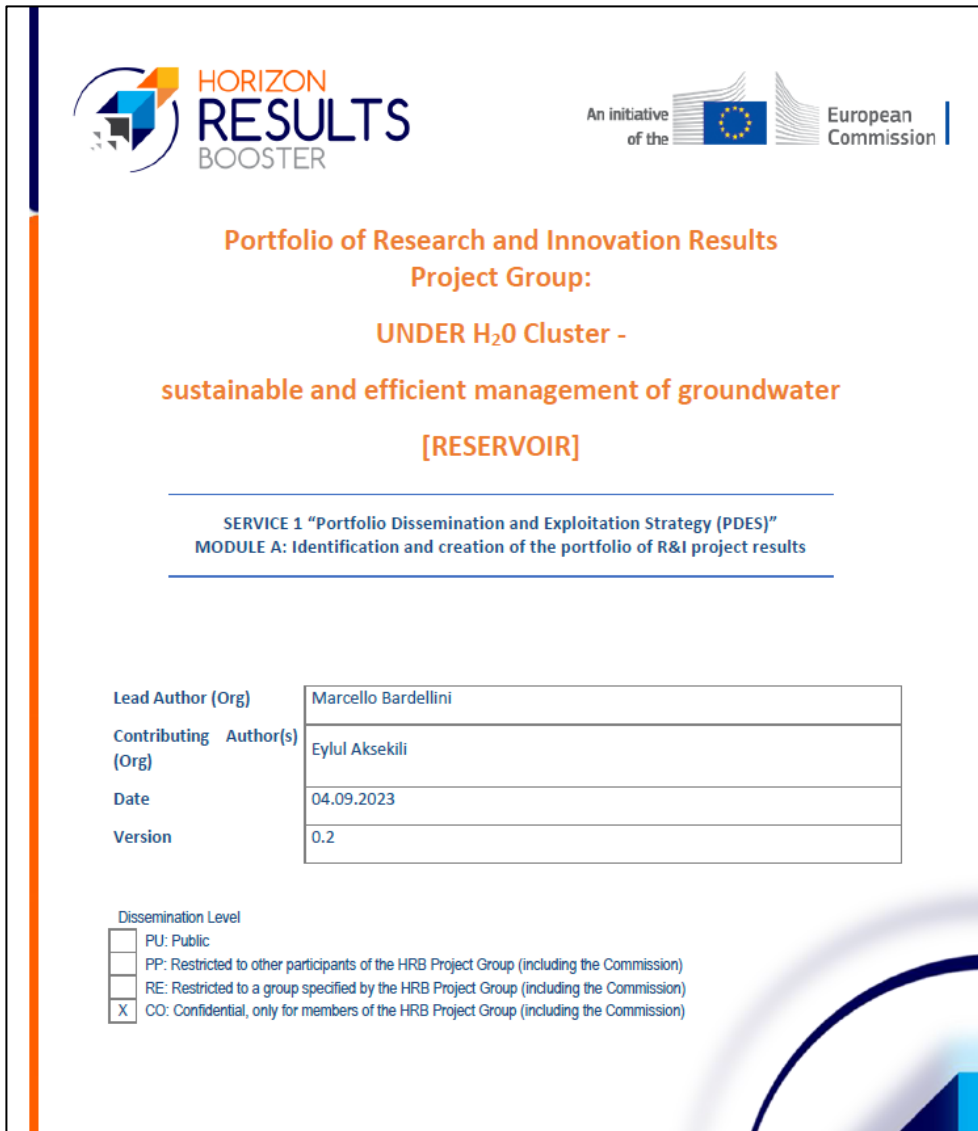 HORIZON
RESULTS
BOOSTER
An initiative
of the
European
Commission
Portfolio of Research and Innovation Results
Project Group:
UNDER H₂0 Cluster -
sustainable and efficient management of groundwater
[RESERVOIR]
SERVICE 1 “Portfolio Dissemination and Exploitation Strategy (PDES)”
MODULE A: Identification and creation of the portfolio of R&I project results
Lead Author (Org) Marcello Bardellini
Contributing Author(s)
(Org) Eylul Aksekili
Date 04.09.2023
Version 0.2
Dissemination Level
PU: Public
PP: Restricted to other participants of the HRB Project Group (including the Commission)
RE: Restricted to a group specified by the HRB Project Group (including the Commission)
X CO: Confidential, only for members of the HRB Project Group (including the Commission)